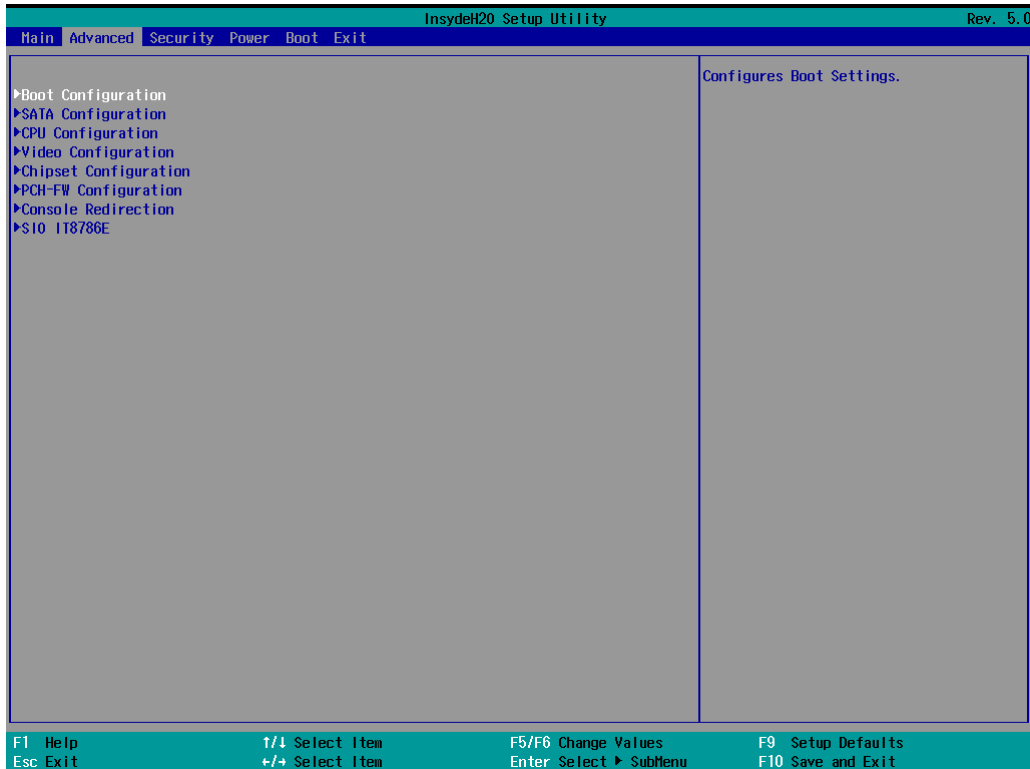 InsydeH20 Setup Utility Rev. 5.0
Main Advanced Security Power Boot Exit
Configures Boot Settings.
▶Boot Configuration
▶SATA Configuration
▶CPU Configuration
▶Video Configuration
▶Chipset Configuration
▶PCH-FW Configuration
▶Console Redirection
▶SIO IT8786E
F1 Help ↑/↓ Select Item F5/F6 Change Values F9 Setup Defaults
Esc Exit ←/→ Select Item Enter Select ▶ SubMenu F10 Save and Exit